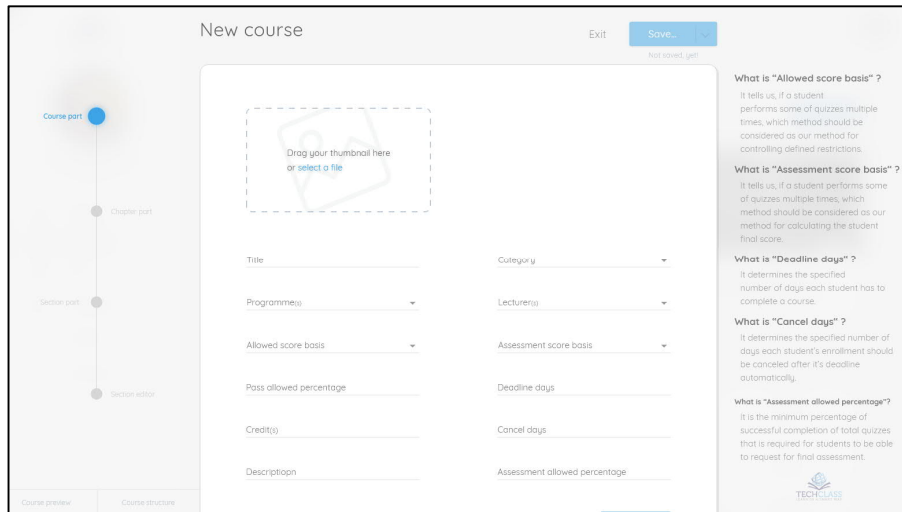 New course
Exit
Save...
Not saved, yet!
Course part
Chapter part
Section part
Section editor
Course preview
Course structure
Drag your thumbnail here
or select a file
Title
Category
Programme(s)
Lecturer(s)
Allowed score basis
Assessment score basis
Pass allowed percentage
Deadline days
Credit(s)
Cancel days
Descriptiopn
Assessment allowed percentage
What is "Allowed score basis" ?
It tells us, if a student
performs some of quizzes multiple
times, which method should be
considered as our method for
controlling defined restrictions.
What is "Assessment score basis" ?
It tells us, if a student performs some
of quizzes multiple times, which
method should be considered as our
method for calculating the student
final score.
What is "Deadline days" ?
It determines the specified
number of days each student has to
complete a course.
What is "Cancel days" ?
It determines the specified number of
days each student's enrollment should
be canceled after it's deadline
automatically.
What is "Assessment allowed percentage"?
It is the minimum percentage of
successful completion of total quizzes
that is required for students to be able
to request for final assessment.
TECHCLASS